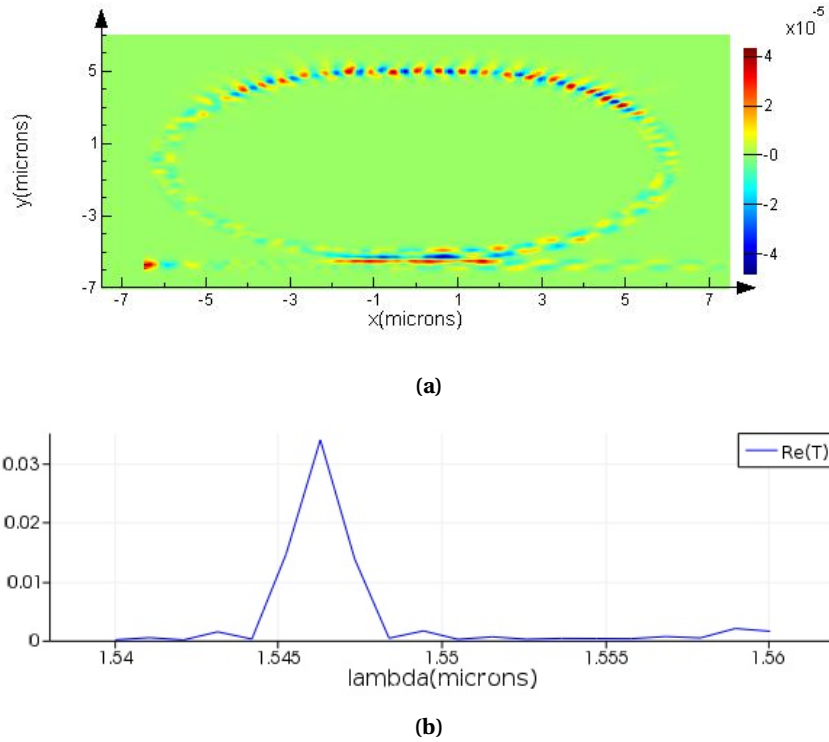 -5
x10
5
1
-3
-7
y(microns)
4
2
-0
-2
-4
-7 -5 -3 -1 1 3 5 7
x(microns)
(a)
0.03
0.02
0.01
0
Re(T)
1.54 1.545 1.55 1.555 1.56
lambda(microns)
(b)